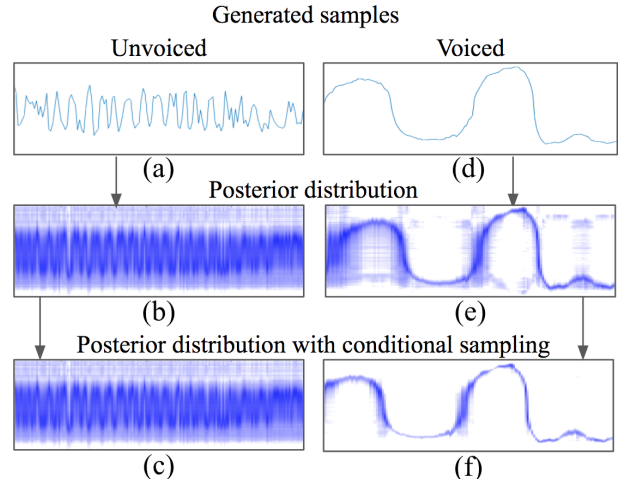 Generated samples
Unvoiced Voiced
(a) (d)
Posterior distribution
(b) (e)
Posterior distribution with conditional sampling
(c) (f)